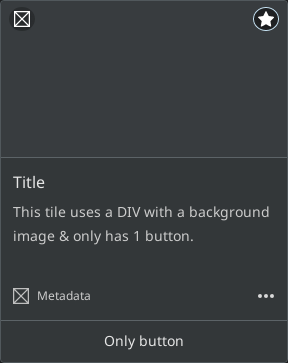 Title
This tile uses a DIV with a background
image & only has 1 button.
Metadata
Only button